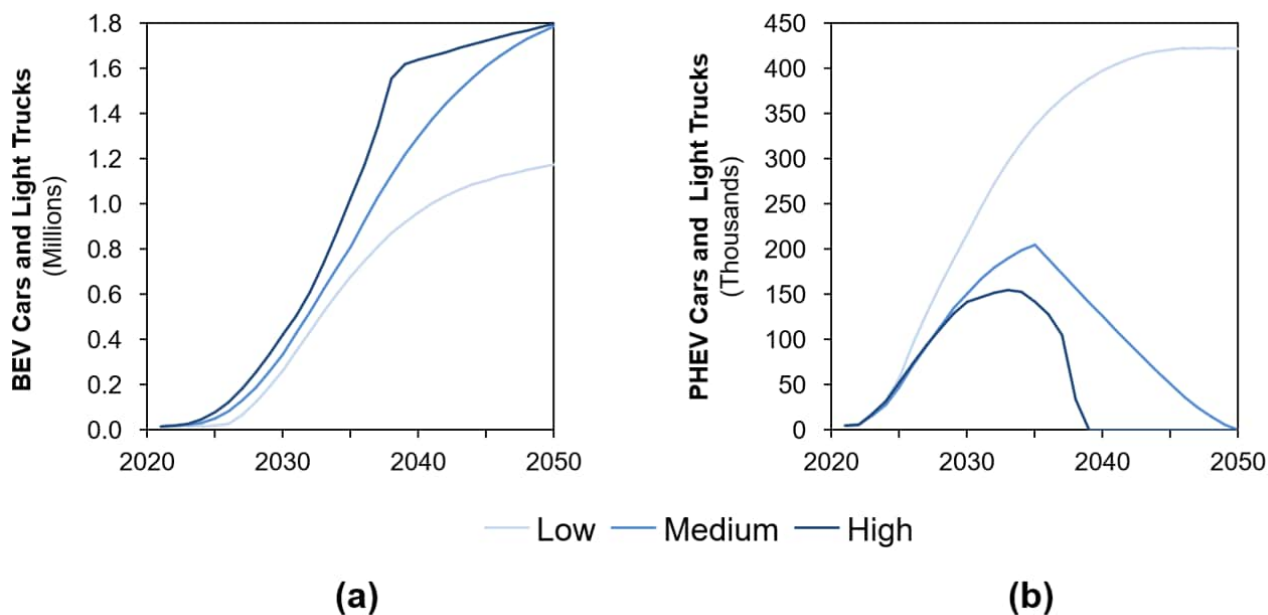 BEV Cars and Light Trucks
(Millions)
1.8
1.6
1.4
1.2
1.0
0.8
0.6
0.4
0.2
0.0
2020 2030 2040 2050
PHEV Cars and Light Trucks
(Thousands)
450
400
350
300
250
200
150
100
50
0
2020 2030 2040 2050
Low Medium High
(a) (b)